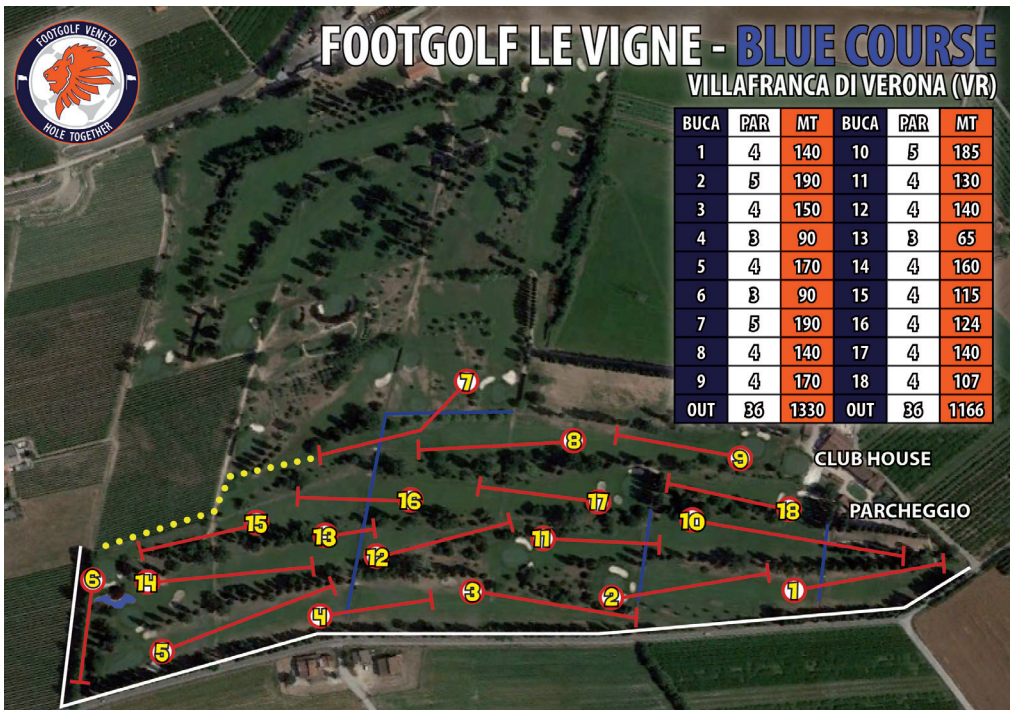 FOOTGOLF VENETO
HOLE TOGETHER
FOOTGOLF LE VIGNE - BLUE COURSE
VILLAFRANCA DI VERONA (VR)
BUCA PAR MT BUCA PAR MT
1 4 140 10 5 185
2 5 190 11 4 130
3 4 150 12 4 140
4 3 90 13 3 65
5 4 170 14 4 160
6 3 90 15 4 115
7 5 190 16 4 124
8 4 140 17 4 140
9 4 170 18 4 107
OUT 36 1330 OUT 36 1166
7
8
9
CLUB HOUSE
16
17
18
PARCHEGGIO
15
13
10
12
11
6
14
3
2
1
4
5